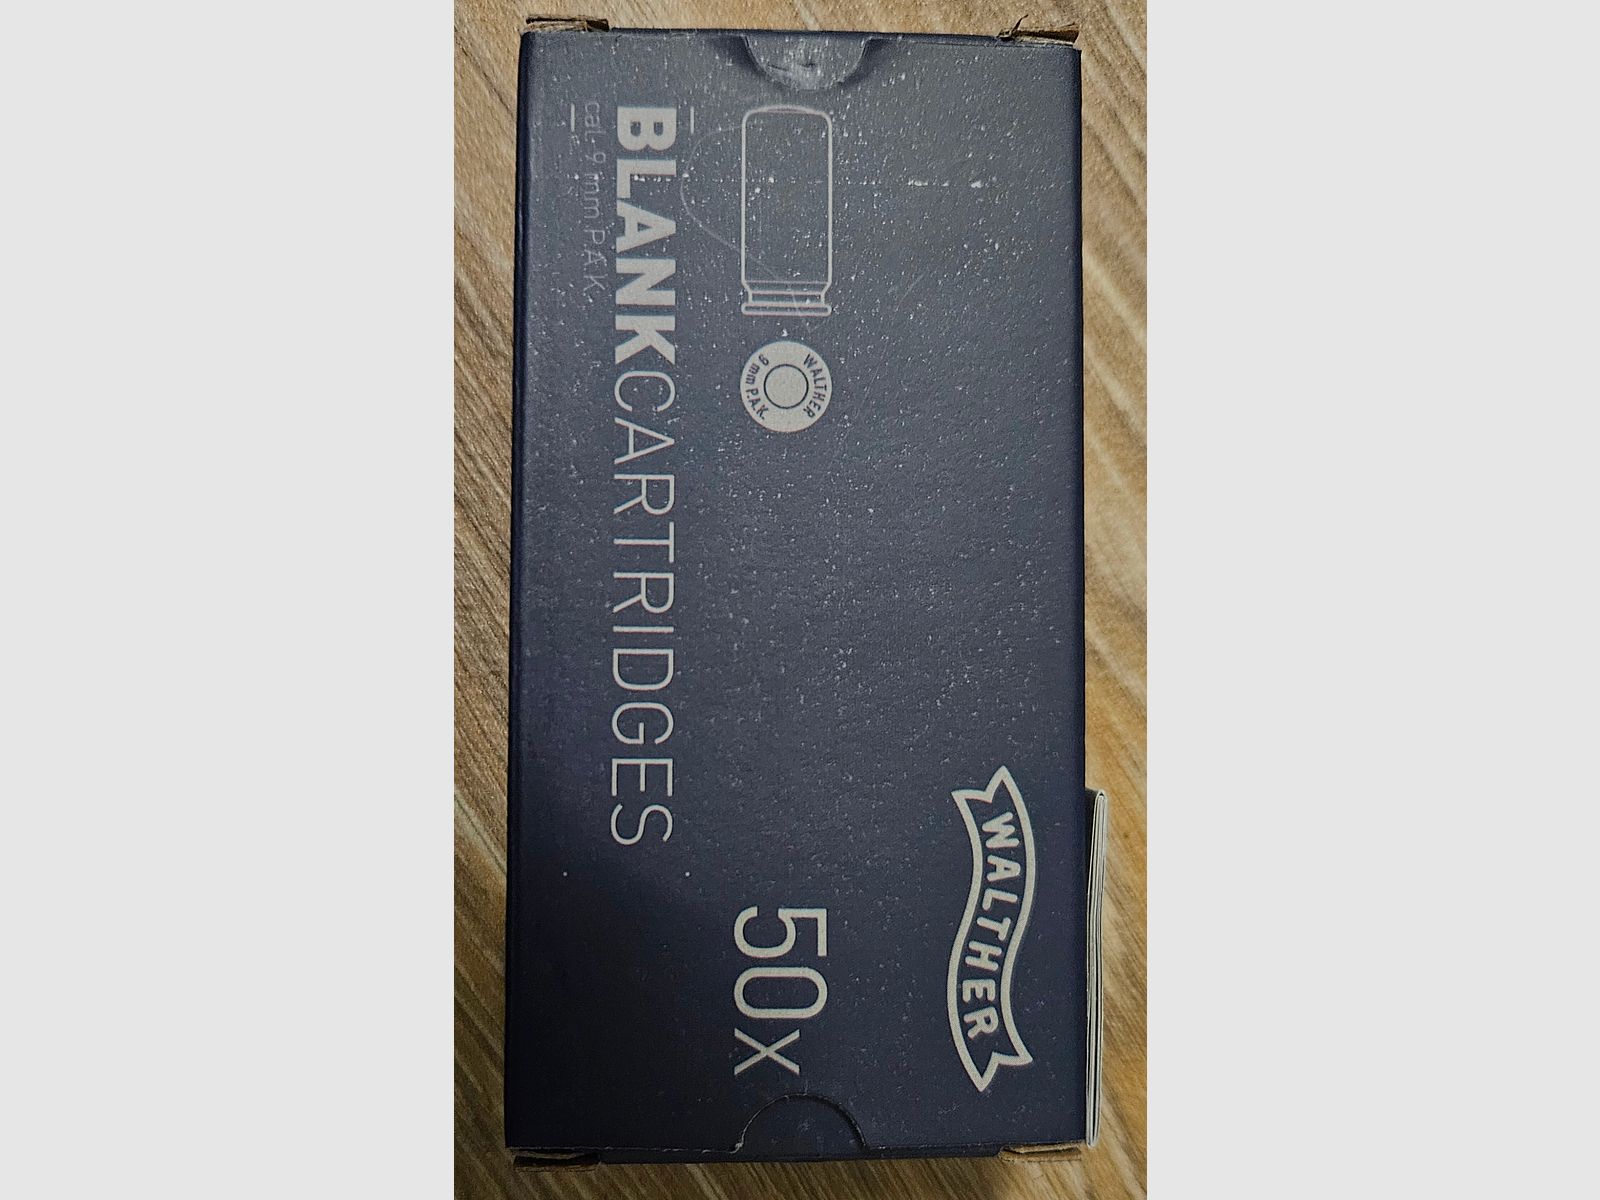 WALTHER
50x
WALTHER
9 mm P.A.K.
BLANKCARTRIDGES
cal. 9 mm P.A.K.